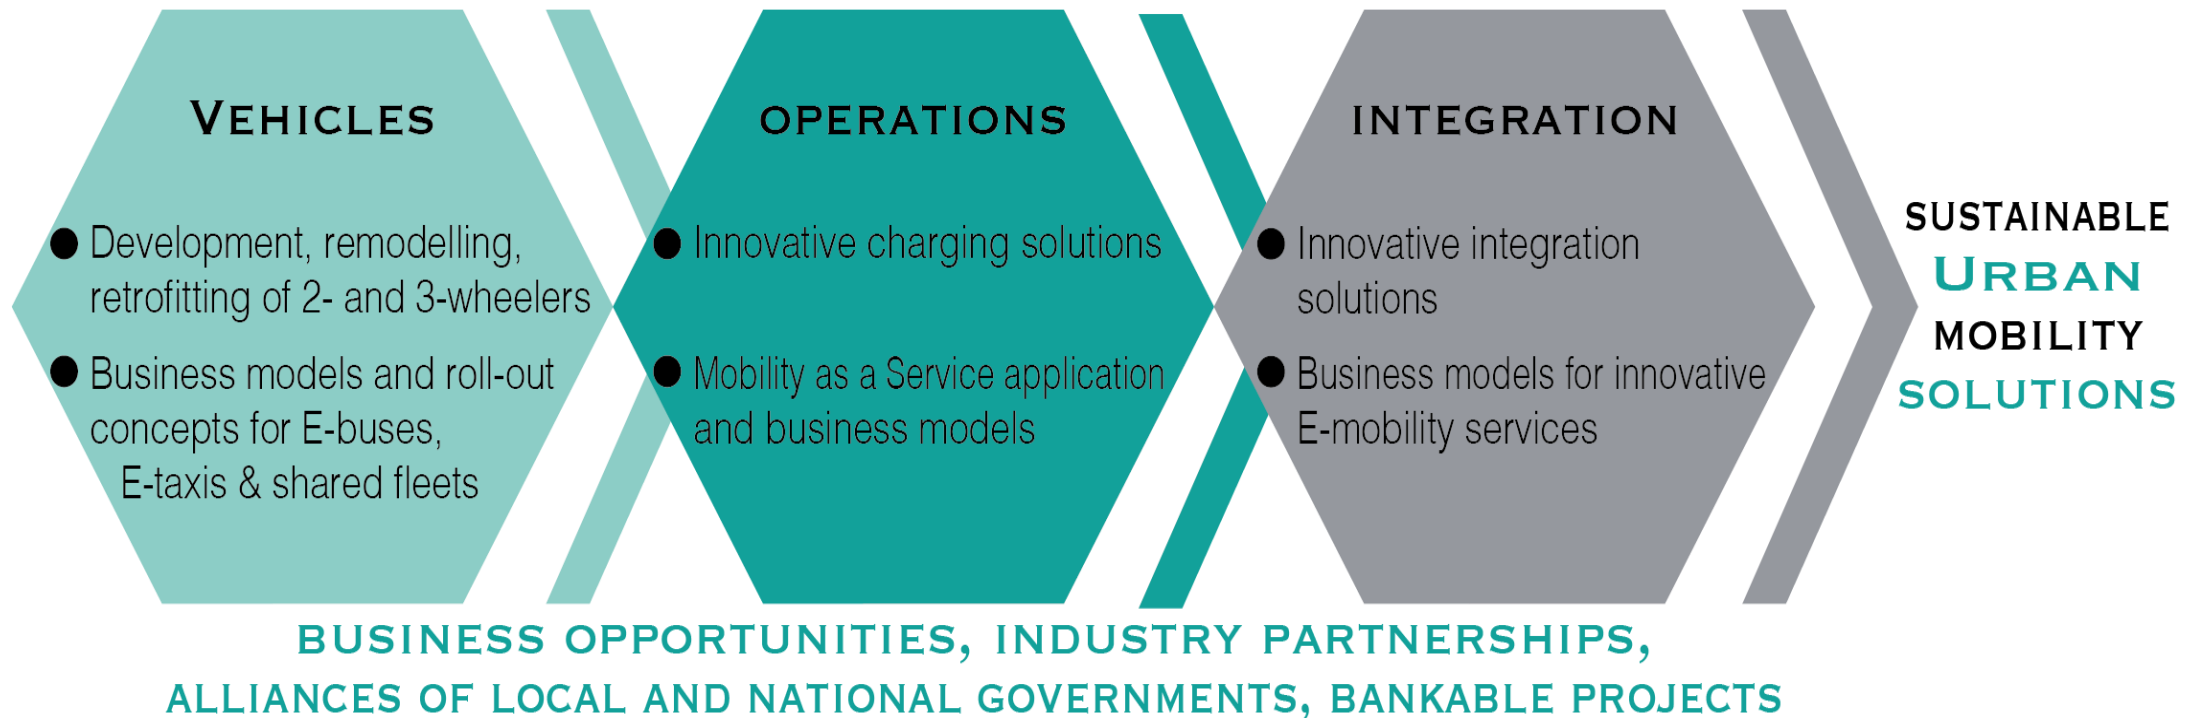 VEHICLES
● Development, remodelling,
retrofitting of 2- and 3-wheelers
● Business models and roll-out
concepts for E-buses,
E-taxis & shared fleets
OPERATIONS
● Innovative charging solutions
● Mobility as a Service application
and business models
INTEGRATION
● Innovative integration
solutions
● Business models for innovative
E-mobility services
SUSTAINABLE
URBAN
MOBILITY
SOLUTIONS
BUSINESS OPPORTUNITIES, INDUSTRY PARTNERSHIPS,
ALLIANCES OF LOCAL AND NATIONAL GOVERNMENTS, BANKABLE PROJECTS